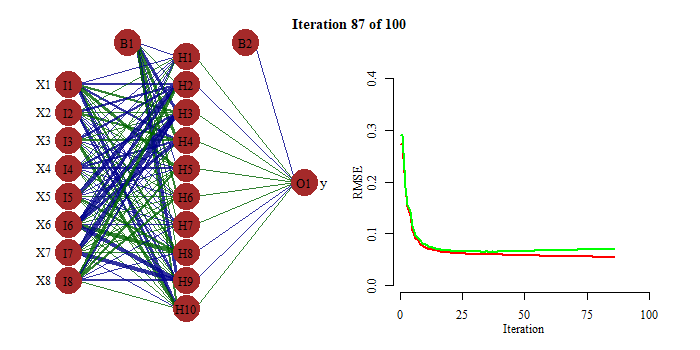 Iteration 87 of 100
B1 B2
H1
X1 I1 H2
X2 I2 H3
X3 I3 H4
X4 I4 H5
O1 y
X5 I5 H6
X6 I6 H7
X7 I7 H8
X8 I8 H9
H10
0.4
0.3
0.2
0.1
0.0
RMSE
0 25 50 75 100
Iteration